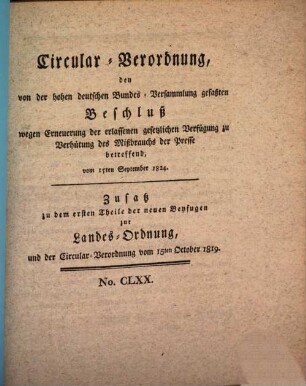 Circular-Verordnung,
den
von der hohen deutschen Bundes-Versammlung gefaßten
Beschluß
wegen Erneuerung der erlassenen gesetzlichen Verfügung zu
Verhütung des Mißbrauchs der Presse
betreffend,
vom 15ten September 1824.
Zusatz
zu dem ersten Theile der neuen Beyfugen
zur
Landes-Ordnung,
und der Circular-Verordnung vom 15ten October 1819.
No. CLXX.